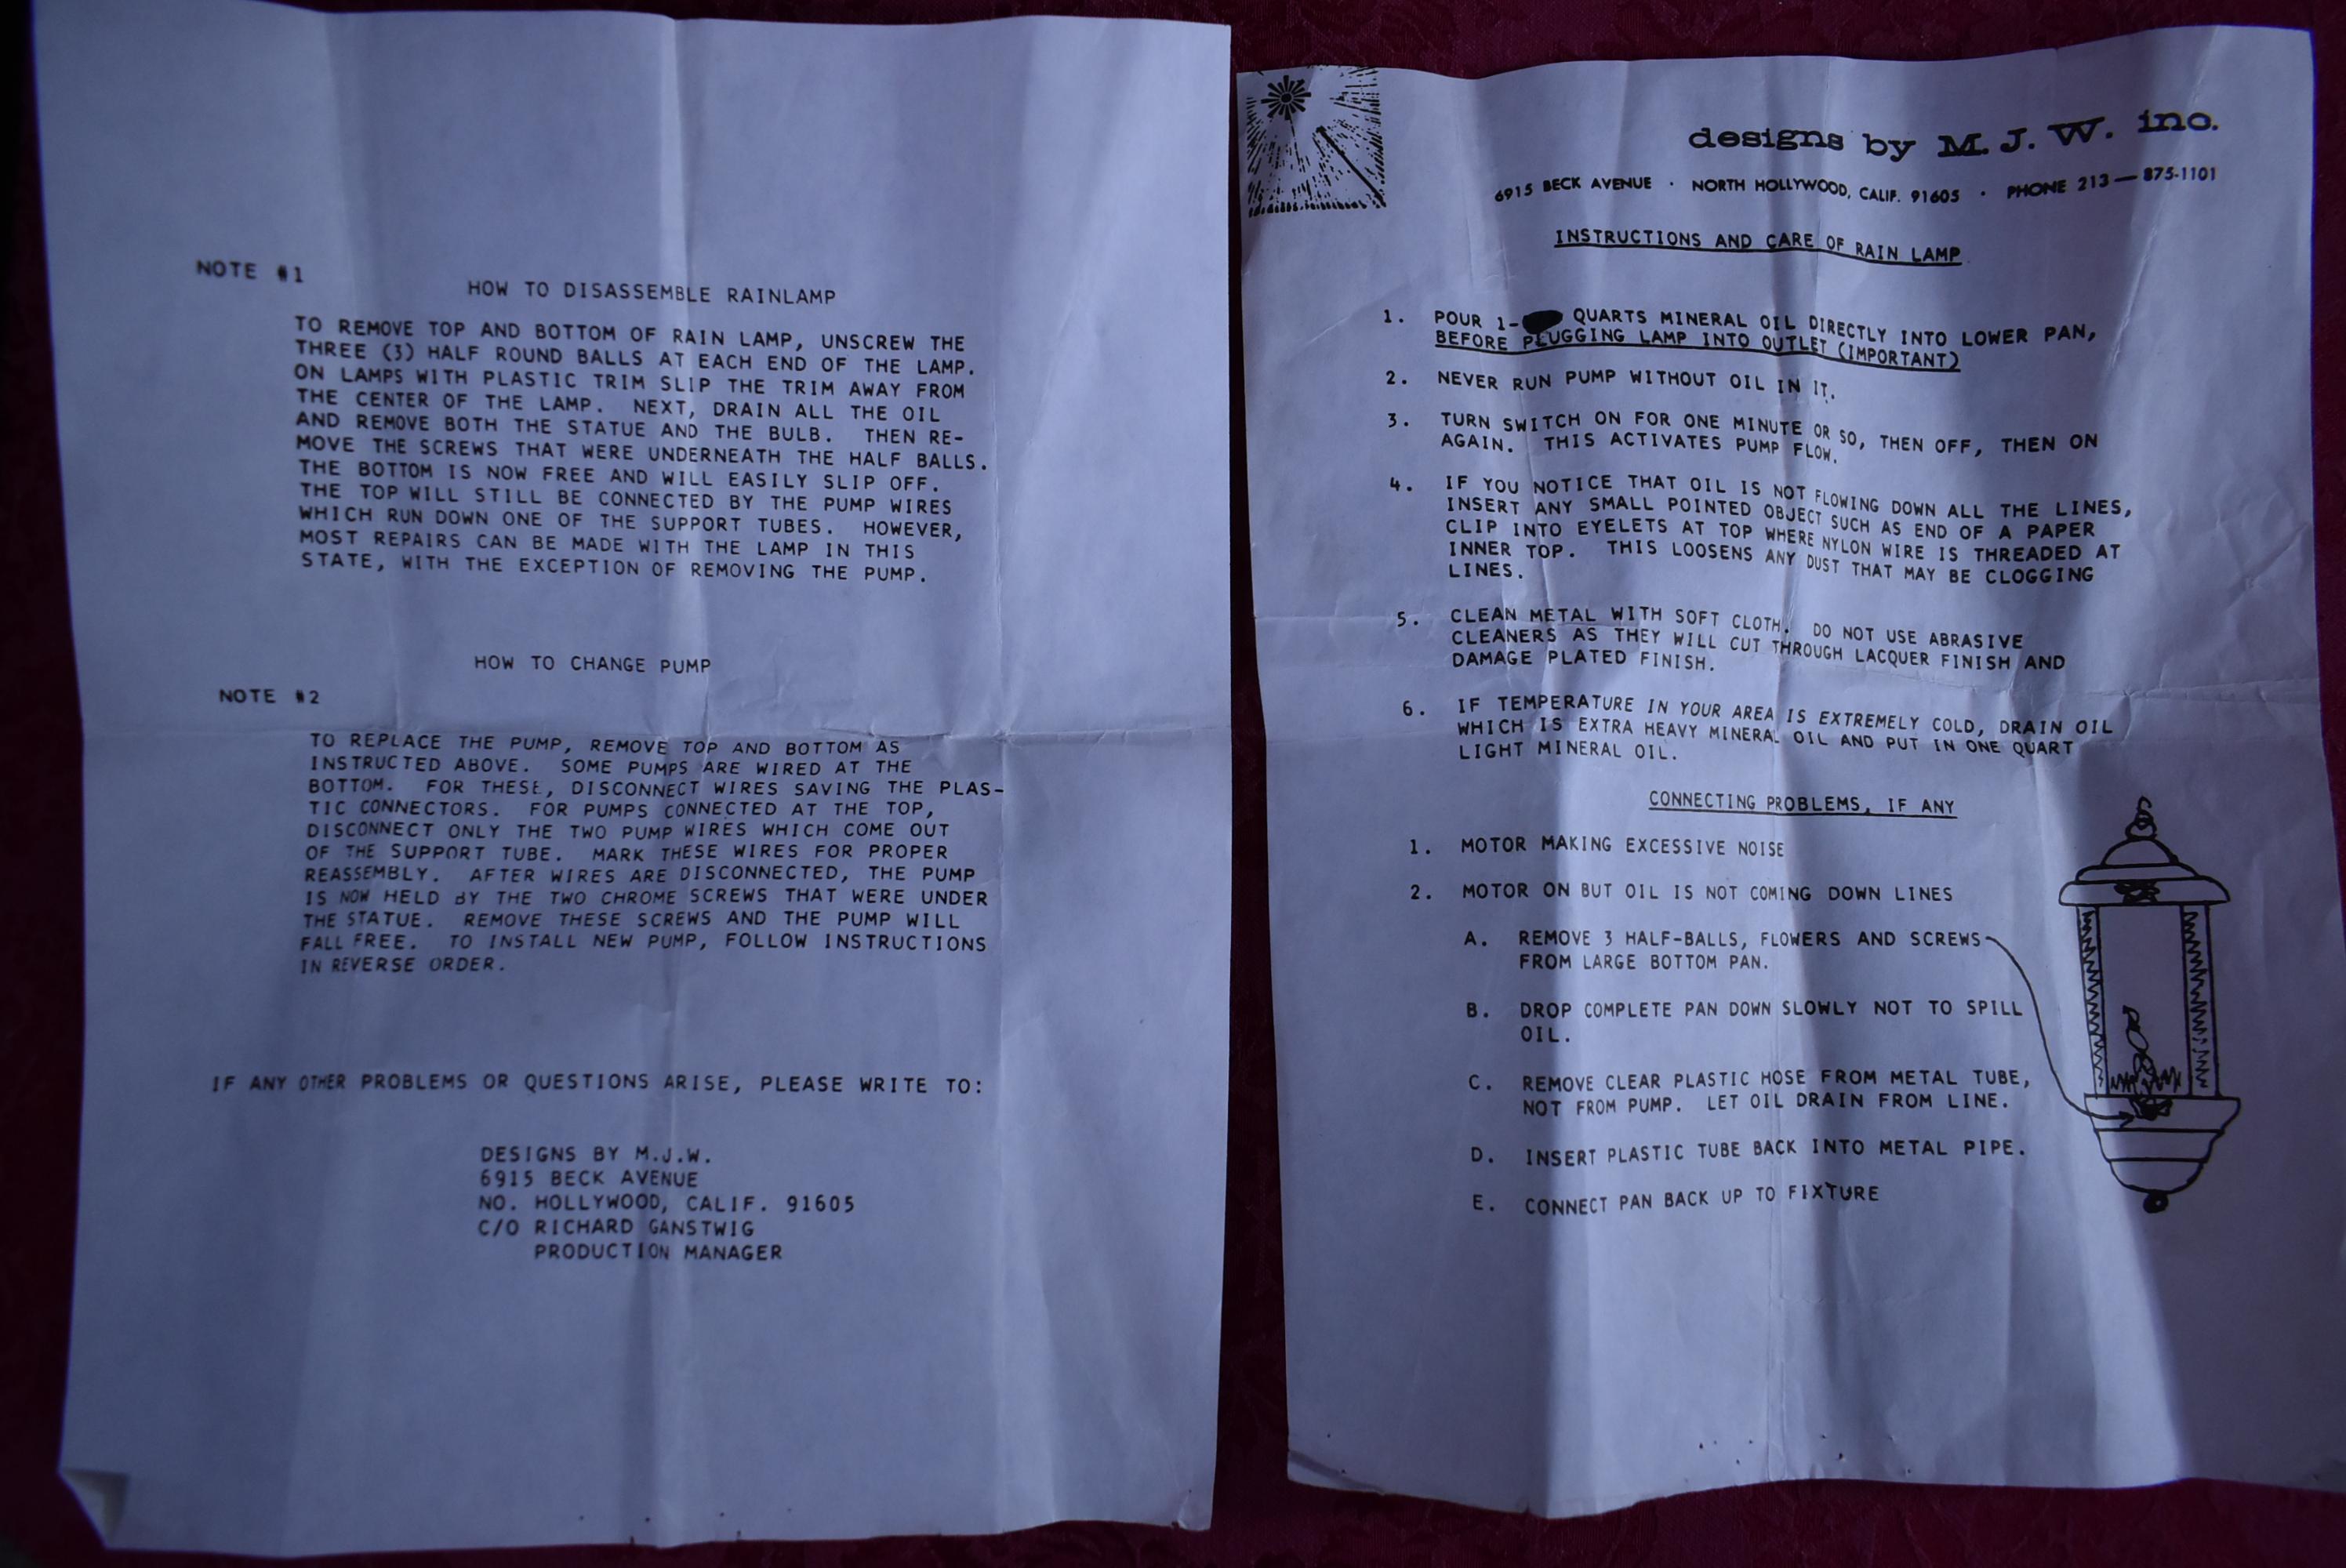 NOTE #1
HOW TO DISASSEMBLE RAINLAMP
TO REMOVE TOP AND BOTTOM OF RAIN LAMP, UNSCREW THE
THREE (3) HALF ROUND BALLS AT EACH END OF THE LAMP.
ON LAMPS WITH PLASTIC TRIM SLIP THE TRIM AWAY FROM
THE CENTER OF THE LAMP. NEXT, DRAIN ALL THE OIL
AND REMOVE BOTH THE STATUE AND THE BULB. THEN RE-
MOVE THE SCREWS THAT WERE UNDERNEATH THE HALF BALLS.
THE BOTTOM IS NOW FREE AND WILL EASILY SLIP OFF.
THE TOP WILL STILL BE CONNECTED BY THE PUMP WIRES
WHICH RUN DOWN ONE OF THE SUPPORT TUBES. HOWEVER,
MOST REPAIRS CAN BE MADE WITH THE LAMP IN THIS
STATE, WITH THE EXCEPTION OF REMOVING THE PUMP.
HOW TO CHANGE PUMP
NOTE #2
TO REPLACE THE PUMP, REMOVE TOP AND BOTTOM AS
INSTRUCTED ABOVE. SOME PUMPS ARE WIRED AT THE
BOTTOM. FOR THESE, DISCONNECT WIRES SAVING THE PLAS-
TIC CONNECTORS. FOR PUMPS CONNECTED AT THE TOP,
DISCONNECT ONLY THE TWO PUMP WIRES WHICH COME OUT
OF THE SUPPORT TUBE. MARK THESE WIRES FOR PROPER
REASSEMBLY. AFTER WIRES ARE DISCONNECTED, THE PUMP
IS NOW HELD BY THE TWO CHROME SCREWS THAT WERE UNDER
THE STATUE. REMOVE THESE SCREWS AND THE PUMP WILL
FALL FREE. TO INSTALL NEW PUMP, FOLLOW INSTRUCTIONS
IN REVERSE ORDER.
IF ANY OTHER PROBLEMS OR QUESTIONS ARISE, PLEASE WRITE TO:
DESIGNS BY M.J.W.
6915 BECK AVENUE
NO. HOLLYWOOD, CALIF. 91605
C/O RICHARD GANSTWIG
PRODUCTION MANAGER
designs by M. J. W. inc.
6915 BECK AVENUE · NORTH HOLLYWOOD, CALIF. 91605 · PHONE 213—875-1101
INSTRUCTIONS AND CARE OF RAIN LAMP
1. POUR 1- QUARTS MINERAL OIL DIRECTLY INTO LOWER PAN,
BEFORE PLUGGING LAMP INTO OUTLET (IMPORTANT)
2. NEVER RUN PUMP WITHOUT OIL IN IT.
3. TURN SWITCH ON FOR ONE MINUTE OR SO, THEN OFF, THEN ON
AGAIN. THIS ACTIVATES PUMP FLOW.
4. IF YOU NOTICE THAT OIL IS NOT FLOWING DOWN ALL THE LINES,
INSERT ANY SMALL POINTED OBJECT SUCH AS END OF A PAPER
CLIP INTO EYELETS AT TOP WHERE NYLON WIRE IS THREADED AT
INNER TOP. THIS LOOSENS ANY DUST THAT MAY BE CLOGGING
LINES.
5. CLEAN METAL WITH SOFT CLOTH. DO NOT USE ABRASIVE
CLEANERS AS THEY WILL CUT THROUGH LACQUER FINISH AND
DAMAGE PLATED FINISH.
6. IF TEMPERATURE IN YOUR AREA IS EXTREMELY COLD, DRAIN OIL
WHICH IS EXTRA HEAVY MINERAL OIL AND PUT IN ONE QUART
LIGHT MINERAL OIL.
CONNECTING PROBLEMS, IF ANY
1. MOTOR MAKING EXCESSIVE NOISE
2. MOTOR ON BUT OIL IS NOT COMING DOWN LINES
A. REMOVE 3 HALF-BALLS, FLOWERS AND SCREWS
FROM LARGE BOTTOM PAN.
B. DROP COMPLETE PAN DOWN SLOWLY NOT TO SPILL
OIL.
C. REMOVE CLEAR PLASTIC HOSE FROM METAL TUBE,
NOT FROM PUMP. LET OIL DRAIN FROM LINE.
D. INSERT PLASTIC TUBE BACK INTO METAL PIPE.
E. CONNECT PAN BACK UP TO FIXTURE